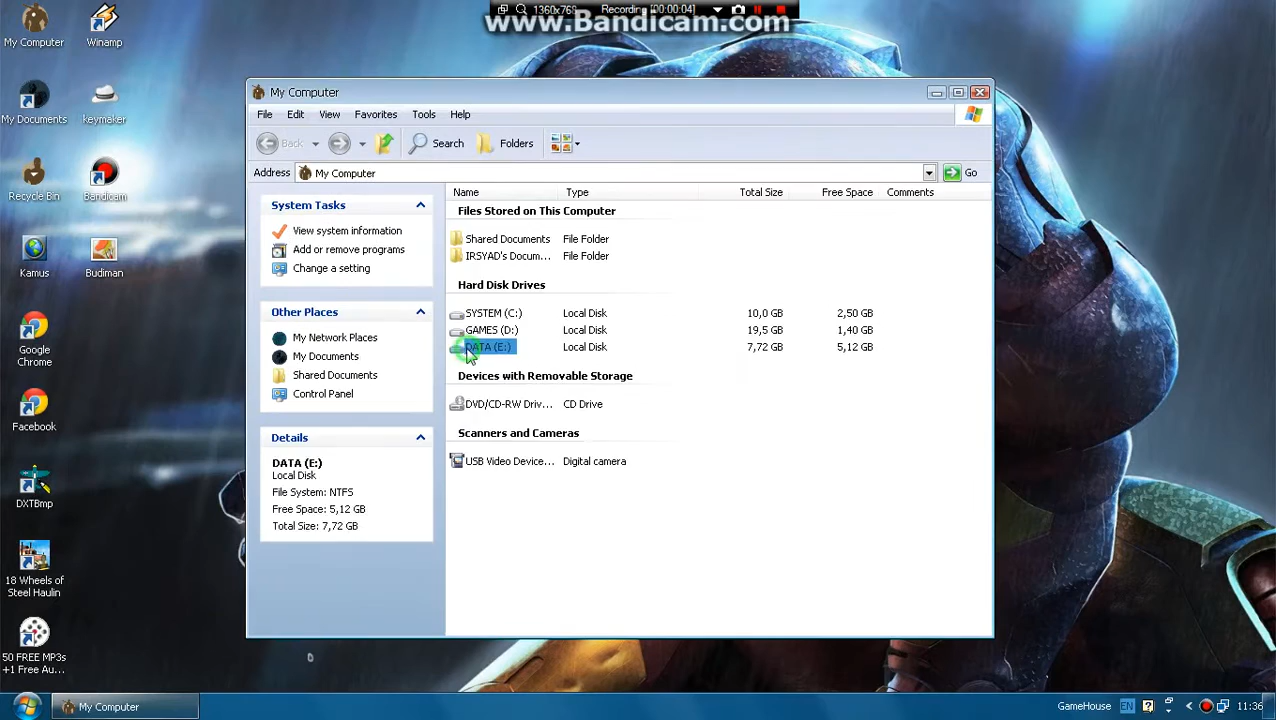 1360x768 Recording [00:00:04]
www.Bandicam.com
My Computer
Winamp
My Documents
keymaker
Recycle Bin
Bandicam
Kamus
Budiman
Google
Chrome
Facebook
DXTBmp
18 Wheels of
Steel Haulin
50 FREE MP3s
+1 Free Au...
My Computer
File Edit View Favorites Tools Help
Back Search Folders
Address My Computer Go
System Tasks
View system information
Add or remove programs
Change a setting
Other Places
My Network Places
My Documents
Shared Documents
Control Panel
Details
DATA (E:)
Local Disk
File System: NTFS
Free Space: 5,12 GB
Total Size: 7,72 GB
Name Type Total Size Free Space Comments
Files Stored on This Computer
Shared Documents File Folder
IRSYAD's Docum... File Folder
Hard Disk Drives
SYSTEM (C:) Local Disk 10,0 GB 2,50 GB
GAMES (D:) Local Disk 19,5 GB 1,40 GB
DATA (E:) Local Disk 7,72 GB 5,12 GB
Devices with Removable Storage
DVD/CD-RW Driv... CD Drive
Scanners and Cameras
USB Video Device... Digital camera
My Computer
GameHouse EN 11:36